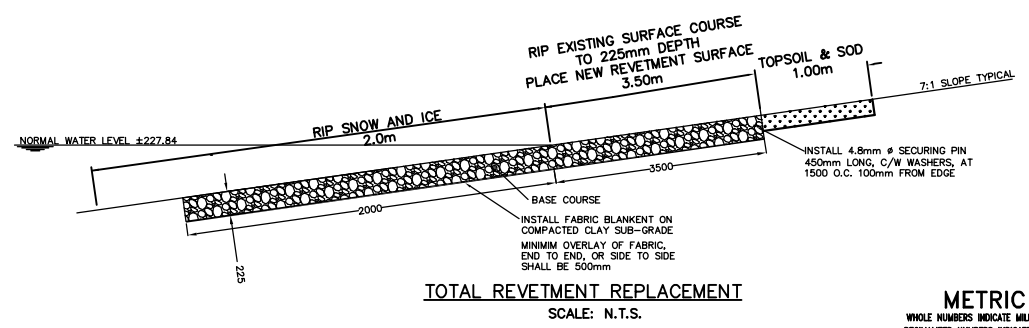 RIP EXISTING SURFACE COURSE
TO 225mm DEPTH
PLACE NEW REVETMENT SURFACE
3.50m
TOPSOIL & SOD
1.00m
7:1 SLOPE TYPICAL
RIP SNOW AND ICE
2.0m
NORMAL WATER LEVEL ±227.84
INSTALL 4.8mm ø SECURING PIN
450mm LONG, C/W WASHERS, AT
1500 O.C. 100mm FROM EDGE
3500
2000
BASE COURSE
INSTALL FABRIC BLANKENT ON
COMPACTED CLAY SUB-GRADE
MINIMIM OVERLAY OF FABRIC,
END TO END, OR SIDE TO SIDE
SHALL BE 500mm
225
TOTAL REVETMENT REPLACEMENT
SCALE: N.T.S.
METRIC
WHOLE NUMBERS INDICATE